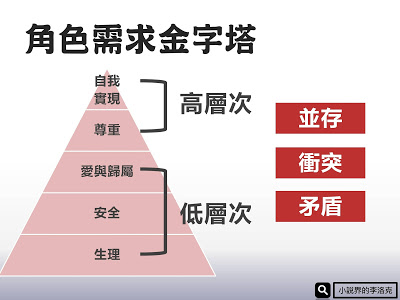 角色需求金字塔
自我
實現
尊重
愛與歸屬
安全
生理
高層次
低層次
並存
衝突
矛盾
小說界的李洛克